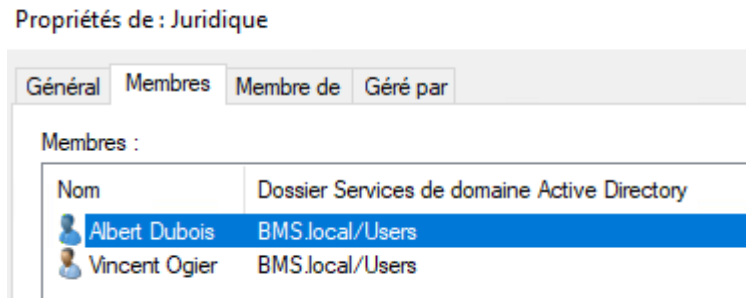 Propriétés de : Juridique
Général Membres Membre de Géré par
Membres :
Nom Dossier Services de domaine Active Directory
Albert Dubois BMS.local/Users
Vincent Ogier BMS.local/Users